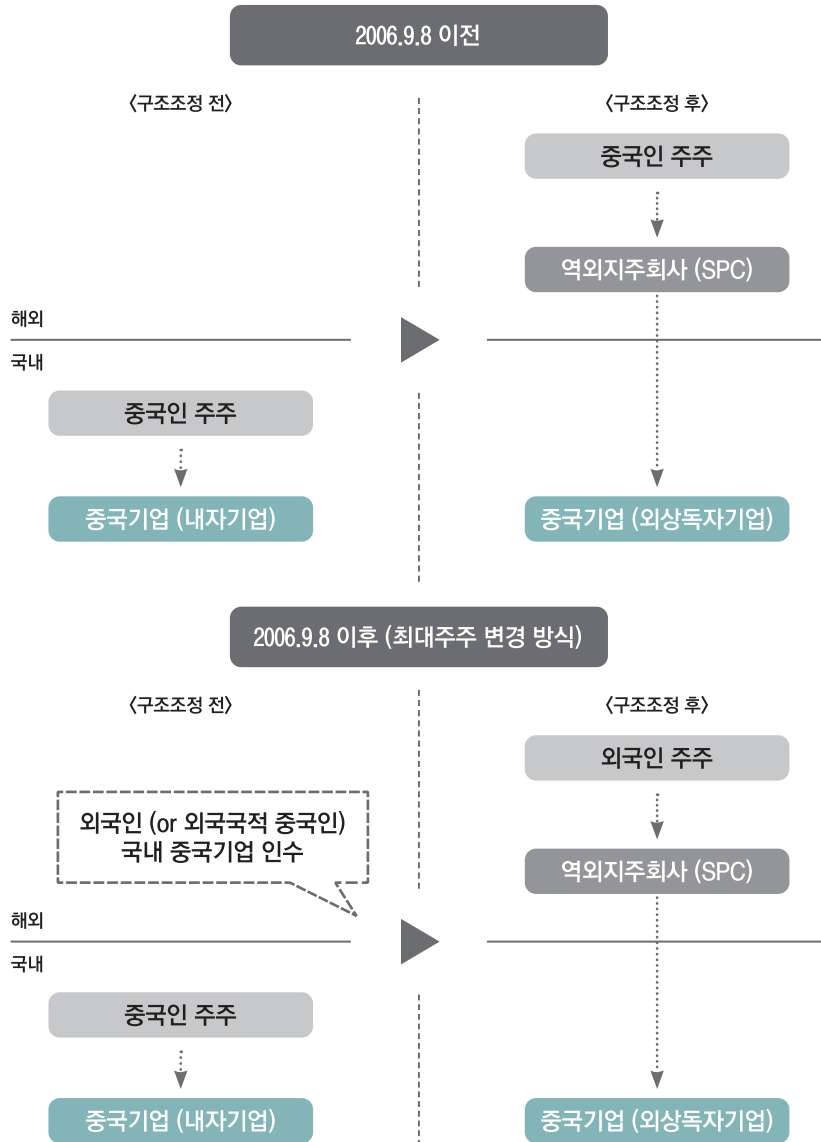 2006.9.8 이전
〈구조조정 전〉
〈구조조정 후〉
중국인 주주
역외지주회사 (SPC)
해외
국내
중국인 주주
중국기업 (내자기업)
중국기업 (외상독자기업)
2006.9.8 이후 (최대주주 변경 방식)
〈구조조정 전〉
〈구조조정 후〉
외국인 주주
외국인 (or 외국국적 중국인)
국내 중국기업 인수
역외지주회사 (SPC)
해외
국내
중국인 주주
중국기업 (내자기업)
중국기업 (외상독자기업)